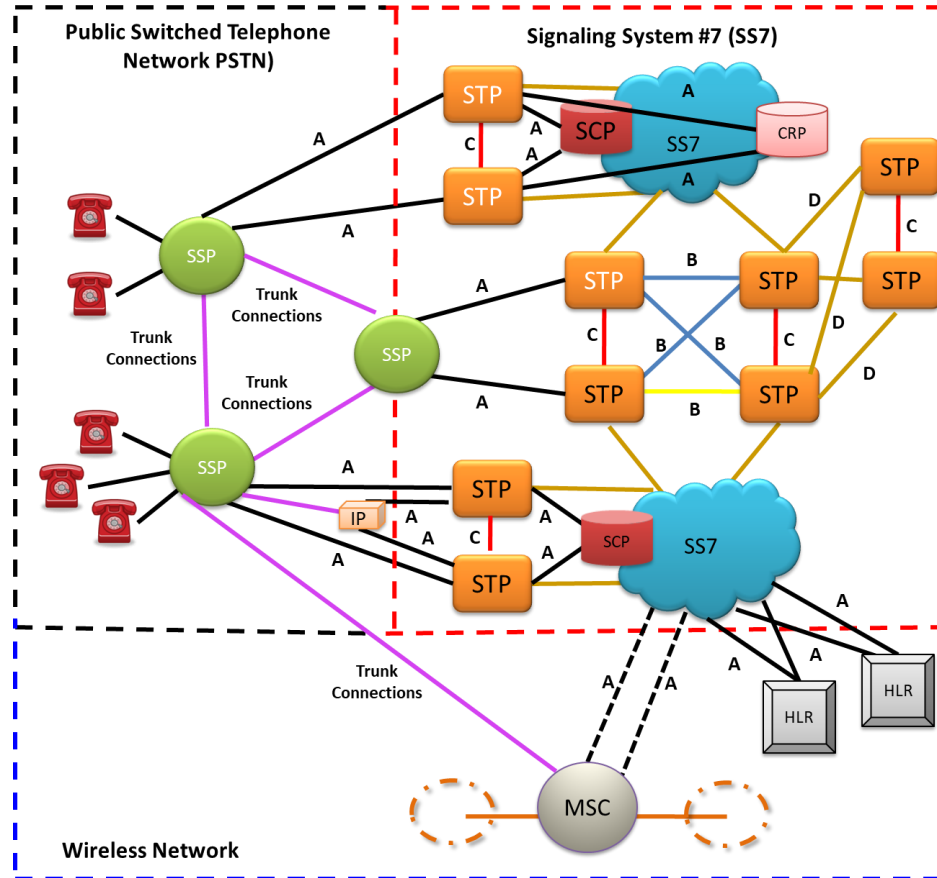 Public Switched Telephone
Network PSTN)
Signaling System #7 (SS7)
STP
A
A
SCP
SS7
CRP
A
C
A
STP
A
STP
D
C
A
SSP
STP
B
STP
STP
A
Trunk
Connections
Trunk
Connections
SSP
C
B
B
C
D
D
Trunk
Connections
A
STP
B
STP
SSP
A
STP
A
IP
A
C
A
SCP
SS7
A
A
STP
A
A
A
A
Trunk
Connections
A
A
HLR
HLR
MSC
Wireless Network